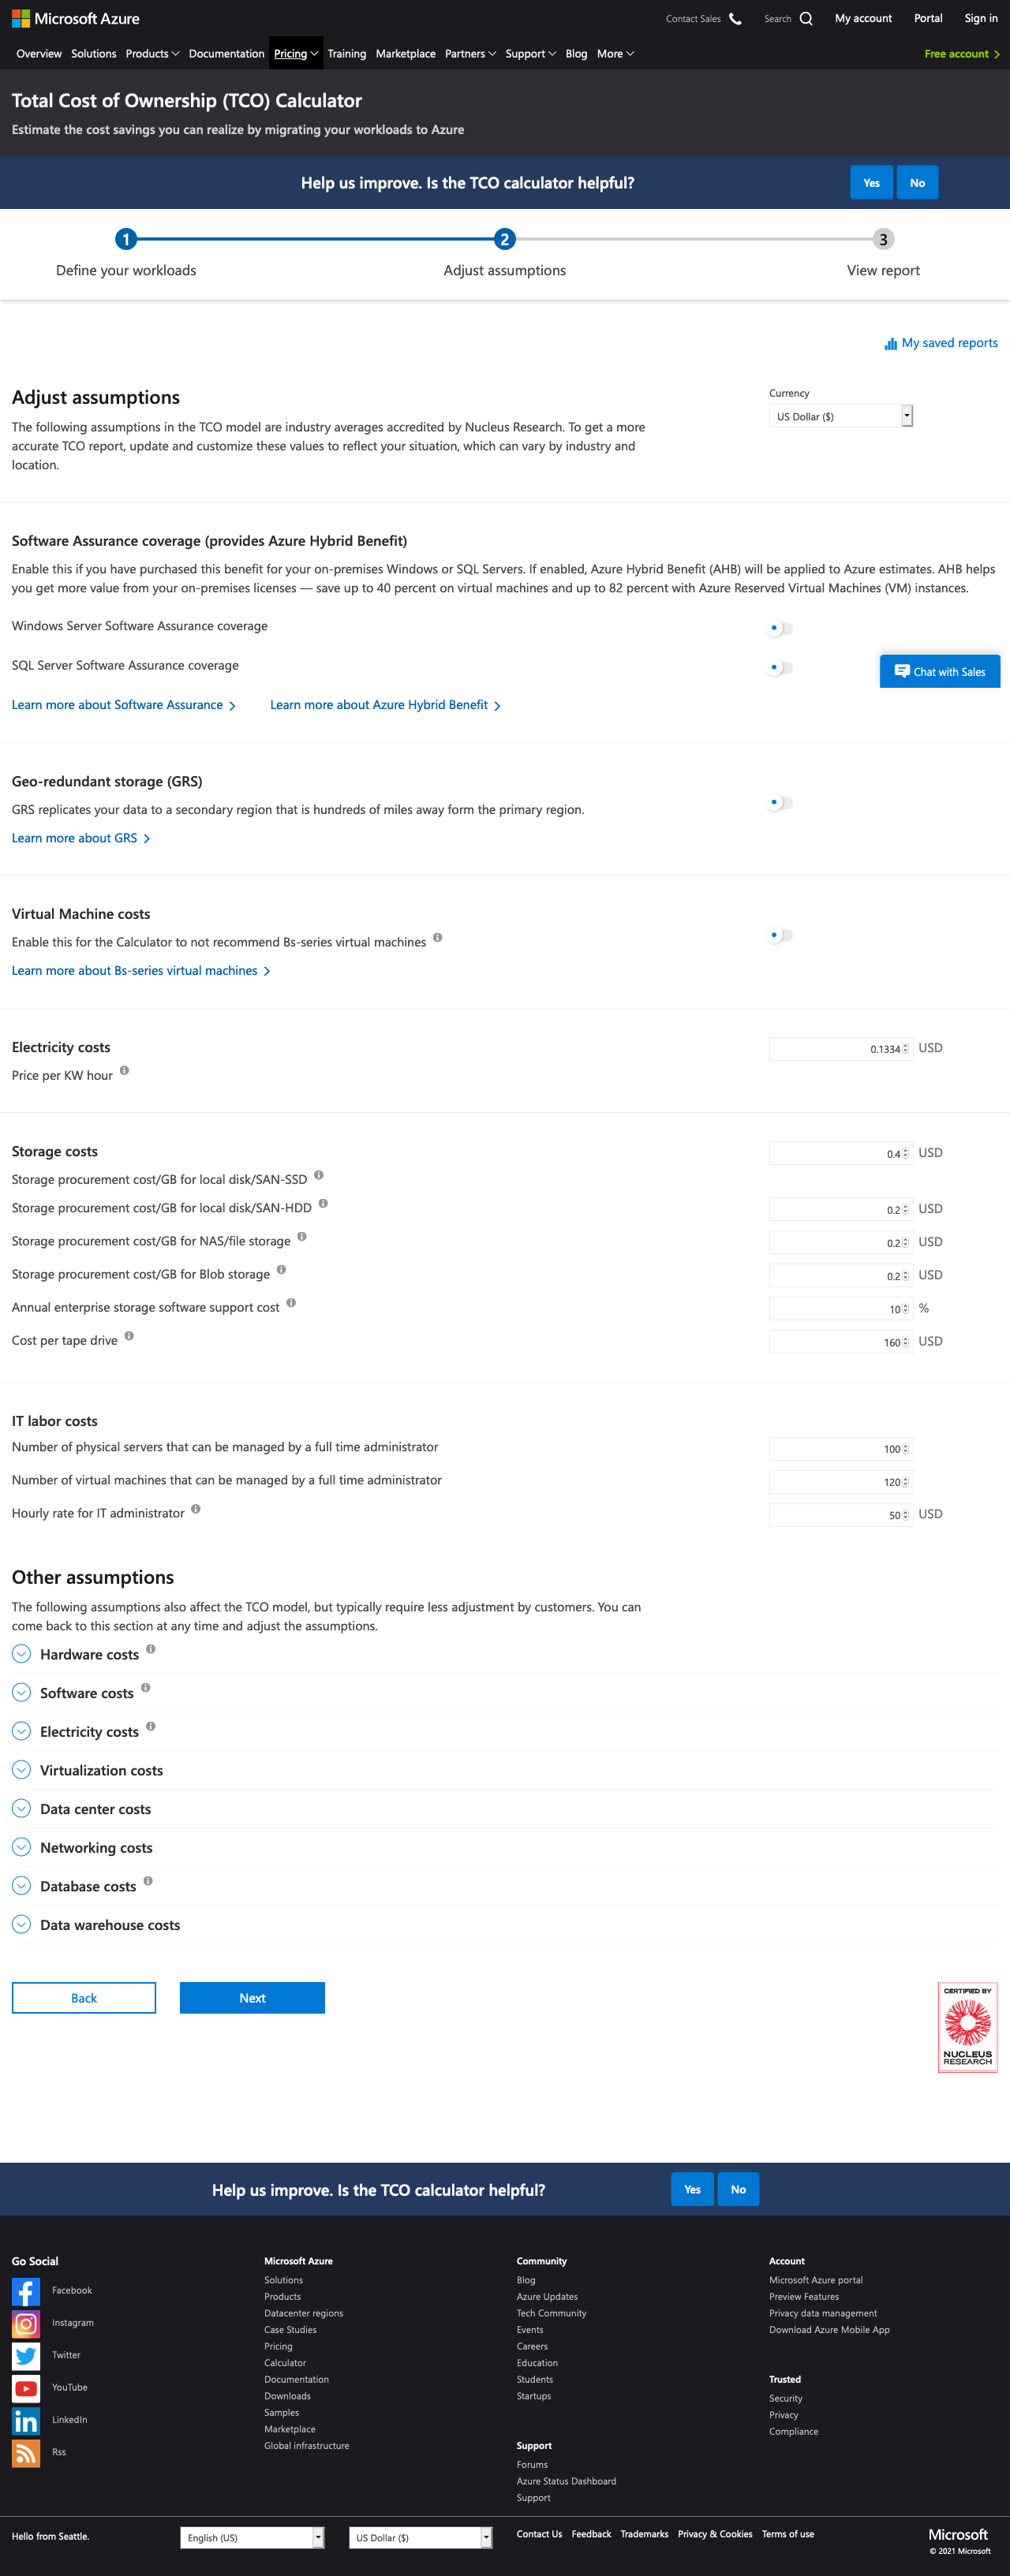 Microsoft Azure
Contact Sales
Search
My account
Portal
Sign in
Overview Solutions Products Documentation Pricing Training Marketplace Partners Support Blog More
Free account
Total Cost of Ownership (TCO) Calculator
Estimate the cost savings you can realize by migrating your workloads to Azure
Help us improve. Is the TCO calculator helpful?
Yes No
1 2 3
Define your workloads
Adjust assumptions
View report
My saved reports
Adjust assumptions
The following assumptions in the TCO model are industry averages accredited by Nucleus Research. To get a more
accurate TCO report, update and customize these values to reflect your situation, which can vary by industry and
location.
Currency
US Dollar ($)
Software Assurance coverage (provides Azure Hybrid Benefit)
Enable this if you have purchased this benefit for your on-premises Windows or SQL Servers. If enabled, Azure Hybrid Benefit (AHB) will be applied to Azure estimates. AHB helps
you get more value from your on-premises licenses — save up to 40 percent on virtual machines and up to 82 percent with Azure Reserved Virtual Machines (VM) instances.
Windows Server Software Assurance coverage
SQL Server Software Assurance coverage
Chat with Sales
Learn more about Software Assurance
Learn more about Azure Hybrid Benefit
Geo-redundant storage (GRS)
GRS replicates your data to a secondary region that is hundreds of miles away form the primary region.
Learn more about GRS
Virtual Machine costs
Enable this for the Calculator to not recommend Bs-series virtual machines
Learn more about Bs-series virtual machines
Electricity costs
0.1334 USD
Price per KW hour
Storage costs
0.4 USD
Storage procurement cost/GB for local disk/SAN-SSD
Storage procurement cost/GB for local disk/SAN-HDD 0.2 USD
Storage procurement cost/GB for NAS/file storage 0.2 USD
Storage procurement cost/GB for Blob storage 0.2 USD
Annual enterprise storage software support cost 10 %
Cost per tape drive 160 USD
IT labor costs
Number of physical servers that can be managed by a full time administrator 100
Number of virtual machines that can be managed by a full time administrator 120
Hourly rate for IT administrator 50 USD
Other assumptions
The following assumptions also affect the TCO model, but typically require less adjustment by customers. You can
come back to this section at any time and adjust the assumptions.
Hardware costs
Software costs
Electricity costs
Virtualization costs
Data center costs
Networking costs
Database costs
Data warehouse costs
Back
Next
CERTIFIED BY
NUCLEUS
RESEARCH
Help us improve. Is the TCO calculator helpful?
Yes No
Go Social
Facebook
Instagram
Twitter
YouTube
LinkedIn
Rss
Microsoft Azure
Solutions
Products
Datacenter regions
Case Studies
Pricing
Calculator
Documentation
Downloads
Samples
Marketplace
Global infrastructure
Community
Blog
Azure Updates
Tech Community
Events
Careers
Education
Students
Startups
Support
Forums
Azure Status Dashboard
Support
Account
Microsoft Azure portal
Preview Features
Privacy data management
Download Azure Mobile App
Trusted
Security
Privacy
Compliance
Hello from Seattle.
English (US)
US Dollar ($)
Contact Us Feedback Trademarks Privacy & Cookies Terms of use
Microsoft
© 2021 Microsoft